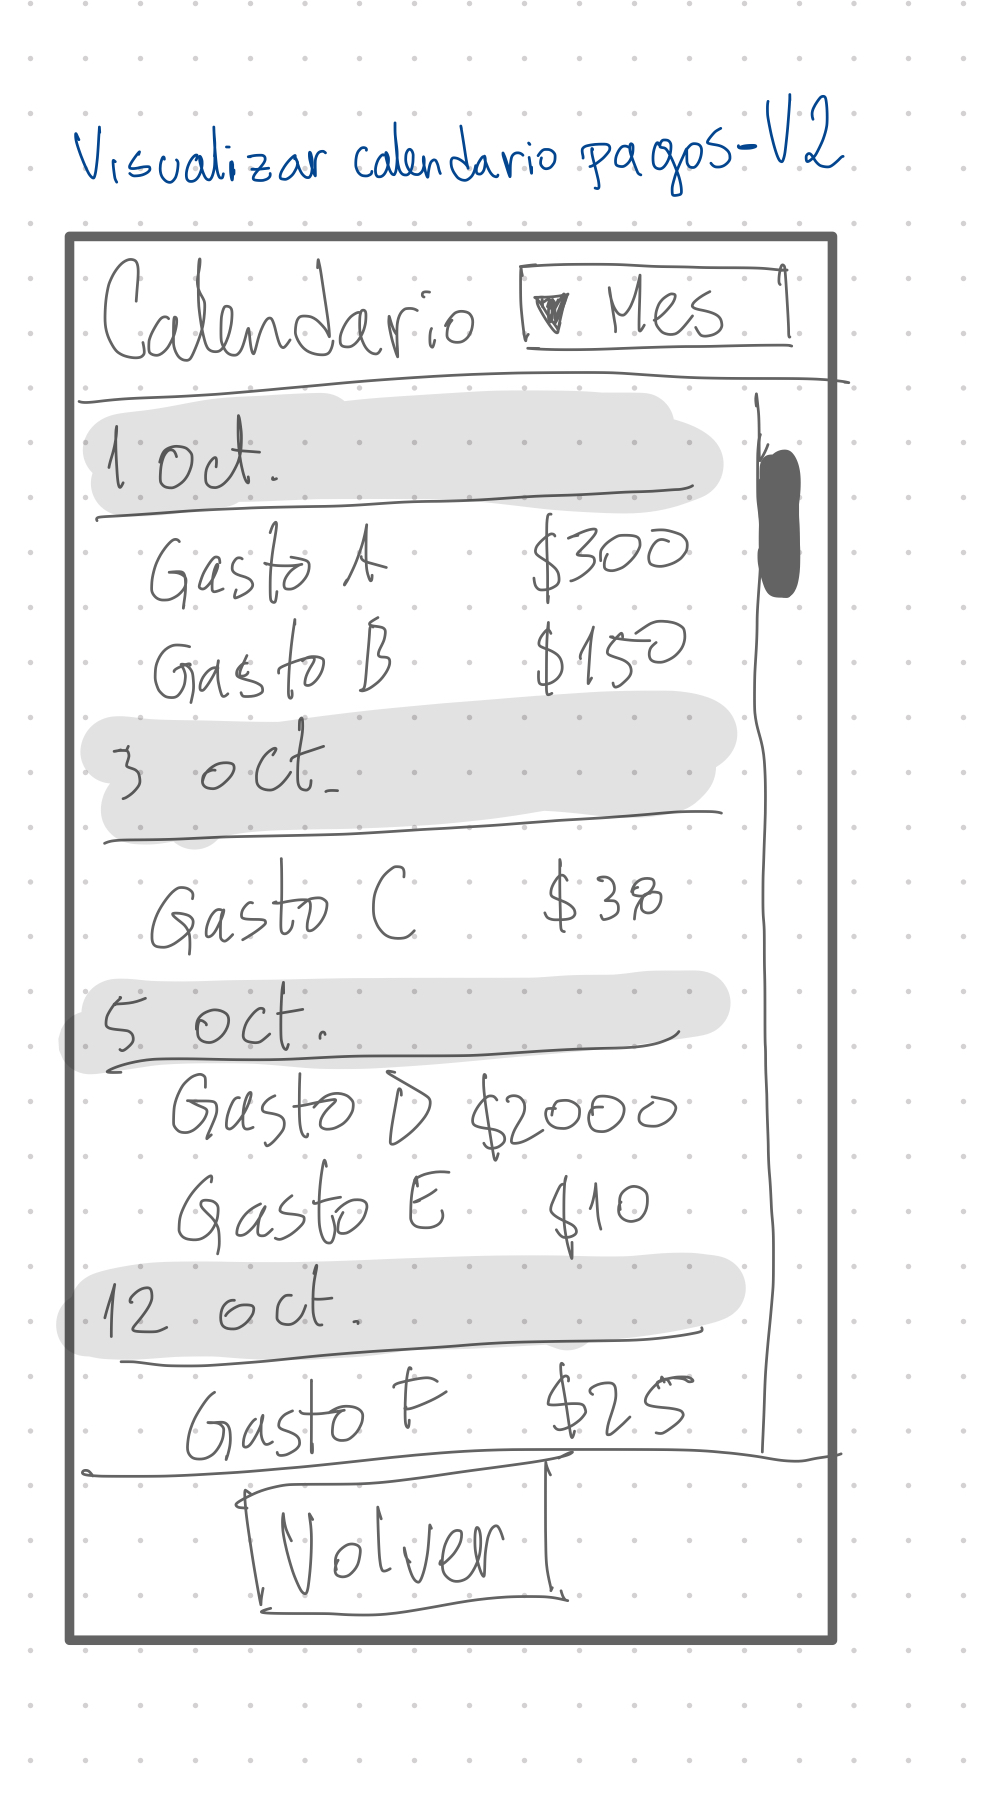 Visualizar calendario pagos-V2
Calendario ▼ Mes
1 oct.
Gasto A $300
Gasto B $150
3 oct.
Gasto C $38
5 oct.
Gasto D $2000
Gasto E $10
12 oct.
Gasto F $25
Volver